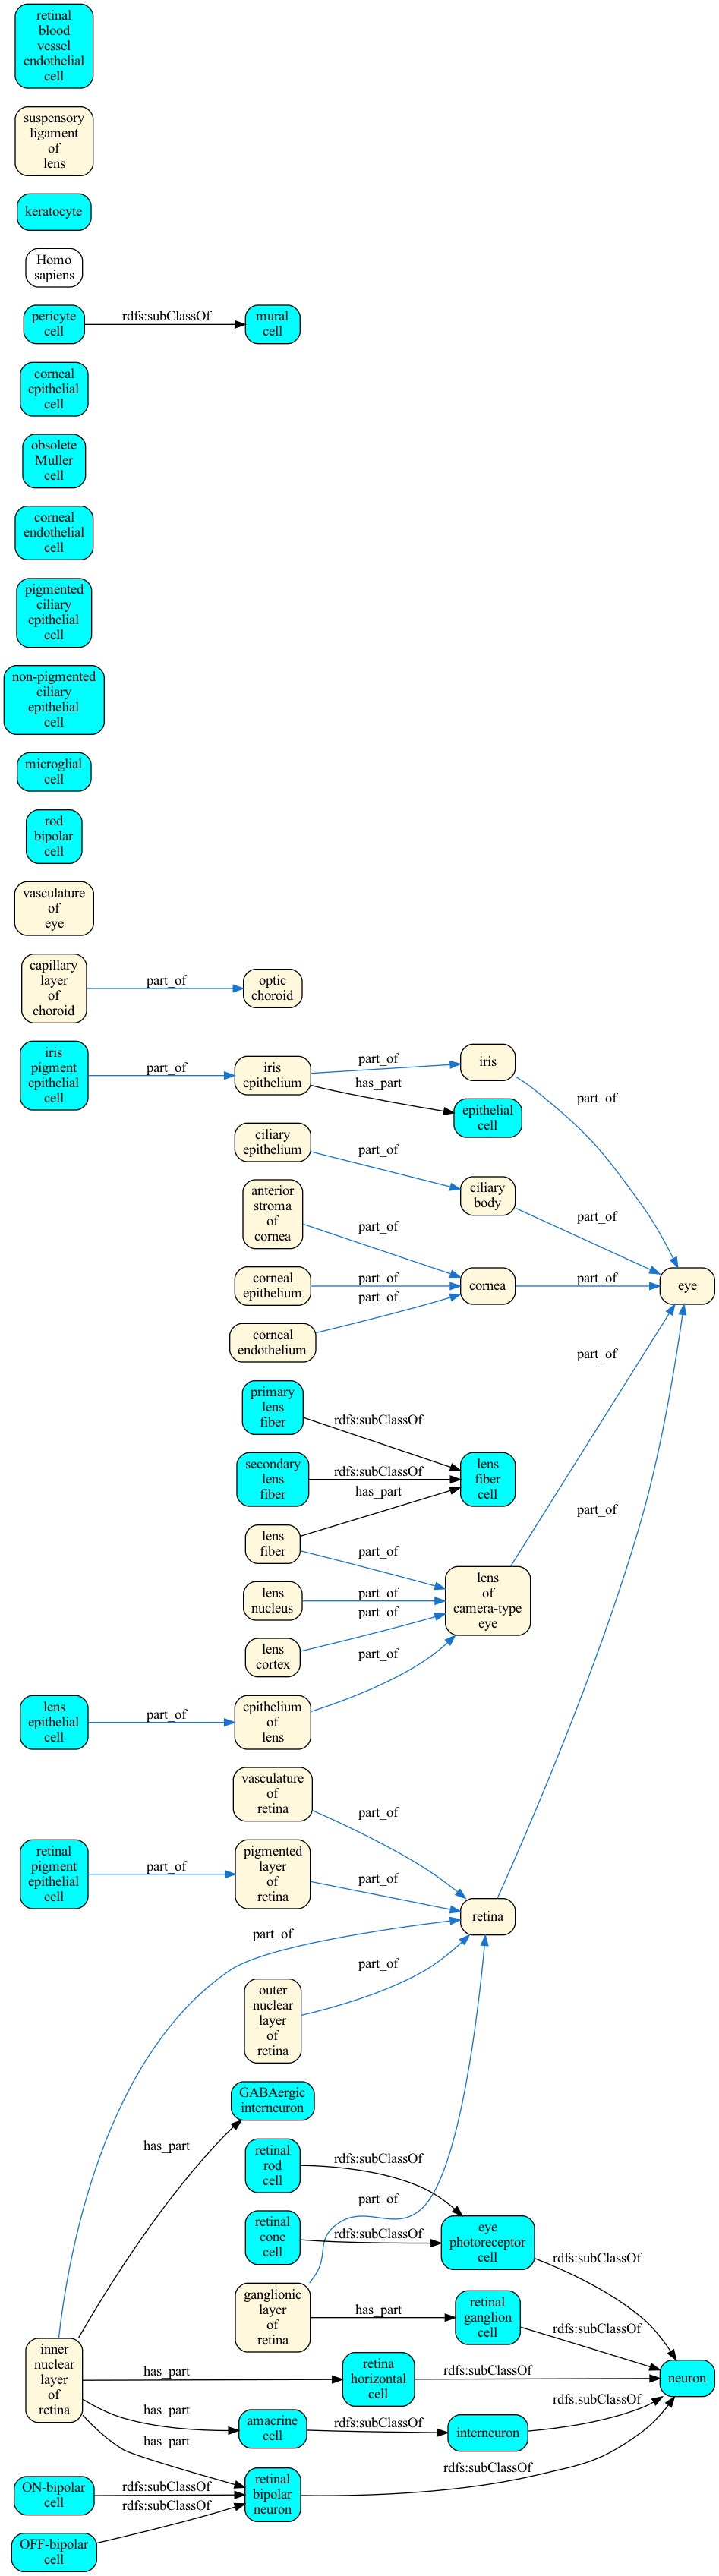 retinal
blood
vessel
endothelial
cell
suspensory
ligament
of
lens
keratocyte
Homo
sapiens
pericyte
cell
rdfs:subClassOf
mural
cell
corneal
epithelial
cell
obsolete
Muller
cell
corneal
endothelial
cell
pigmented
ciliary
epithelial
cell
non-pigmented
ciliary
epithelial
cell
microglial
cell
rod
bipolar
cell
vasculature
of
eye
capillary
layer
of
choroid
part_of
optic
choroid
iris
pigment
epithelial
cell
part_of
iris
epithelium
part_of
iris
has_part
epithelial
cell
part_of
ciliary
epithelium
part_of
ciliary
body
part_of
anterior
stroma
of
cornea
part_of
corneal
epithelium
part_of
cornea
part_of
eye
corneal
endothelium
part_of
part_of
primary
lens
fiber
rdfs:subClassOf
secondary
lens
fiber
rdfs:subClassOf
lens
fiber
cell
has_part
lens
fiber
part_of
part_of
lens
nucleus
part_of
lens
of
camera-type
eye
lens
cortex
part_of
part_of
lens
epithelial
cell
part_of
epithelium
of
lens
vasculature
of
retina
part_of
retinal
pigment
epithelial
cell
part_of
pigmented
layer
of
retina
part_of
retina
part_of
outer
nuclear
layer
of
retina
part_of
GABAergic
interneuron
has_part
retinal
rod
cell
rdfs:subClassOf
part_of
retinal
cone
cell
rdfs:subClassOf
eye
photoreceptor
cell
rdfs:subClassOf
ganglionic
layer
of
retina
has_part
retinal
ganglion
cell
rdfs:subClassOf
inner
nuclear
layer
of
retina
has_part
retina
horizontal
cell
rdfs:subClassOf
neuron
has_part
amacrine
cell
rdfs:subClassOf
interneuron
rdfs:subClassOf
has_part
ON-bipolar
cell
rdfs:subClassOf
retinal
bipolar
neuron
rdfs:subClassOf
OFF-bipolar
cell
rdfs:subClassOf